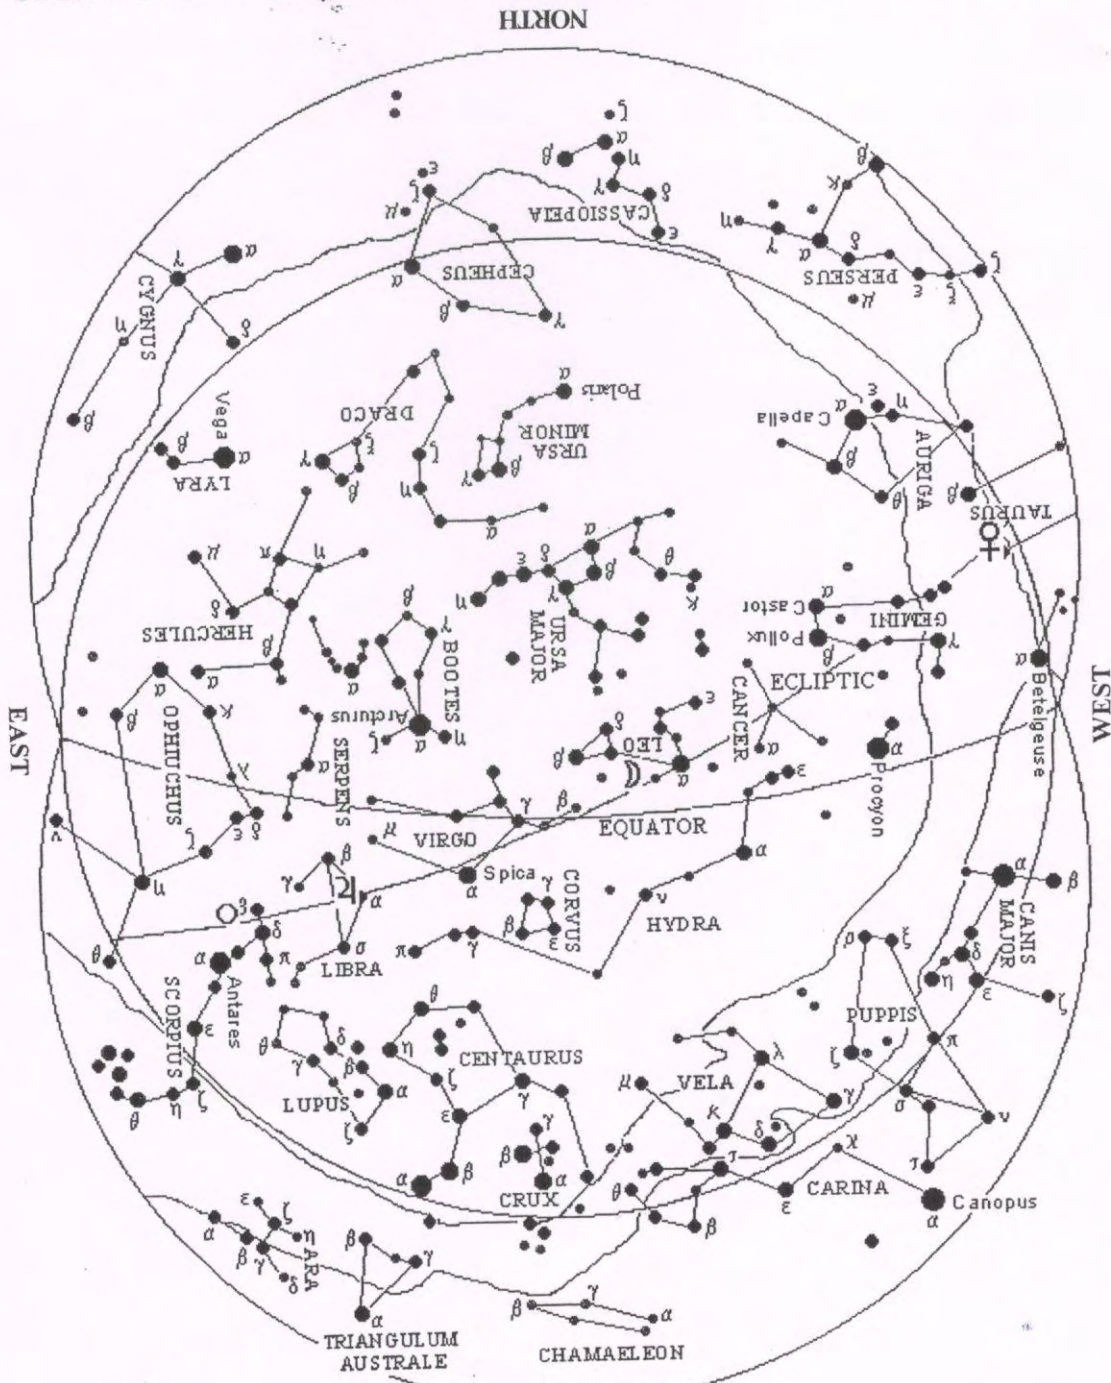 NORTH
CASSIOPEIA
CEPHEUS
PERSEUS
CYGNUS
DRACO
Polaris
URSA
MINOR
Vega
LYRA
Capella
AURIGA
TAURUS
HERCULES
BOOTES
URSA
MAJOR
Castor
Pollux
GEMINI
ECLIPTIC
CANCER
Betelgeuse
WEST
EAST
OPHIUCHUS
Arcturus
SERPENS
LEO
Procyon
VIRGO
EQUATOR
Spica
CORVUS
HYDRA
CANIS
MAJOR
LIBRA
Antares
SCORPIUS
PUPPIS
CENTAURUS
LUPUS
VELA
CRUX
CARINA
Canopus
ARA
TRIANGULUM
AUSTRALE
CHAMAELEON